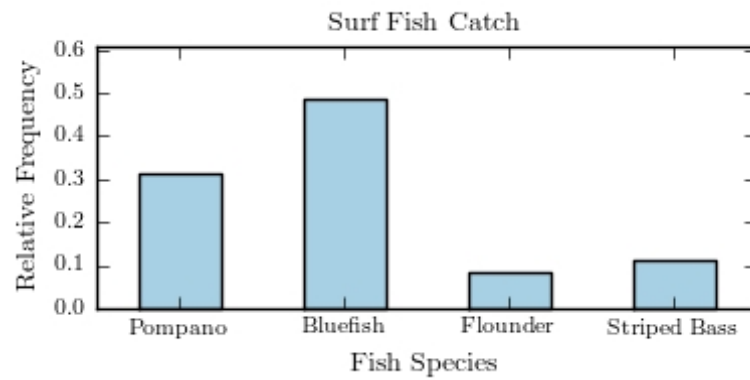 Surf Fish Catch
Relative Frequency
0.6
0.5
0.4
0.3
0.2
0.1
0.0
Pompano Bluefish Flounder Striped Bass
Fish Species